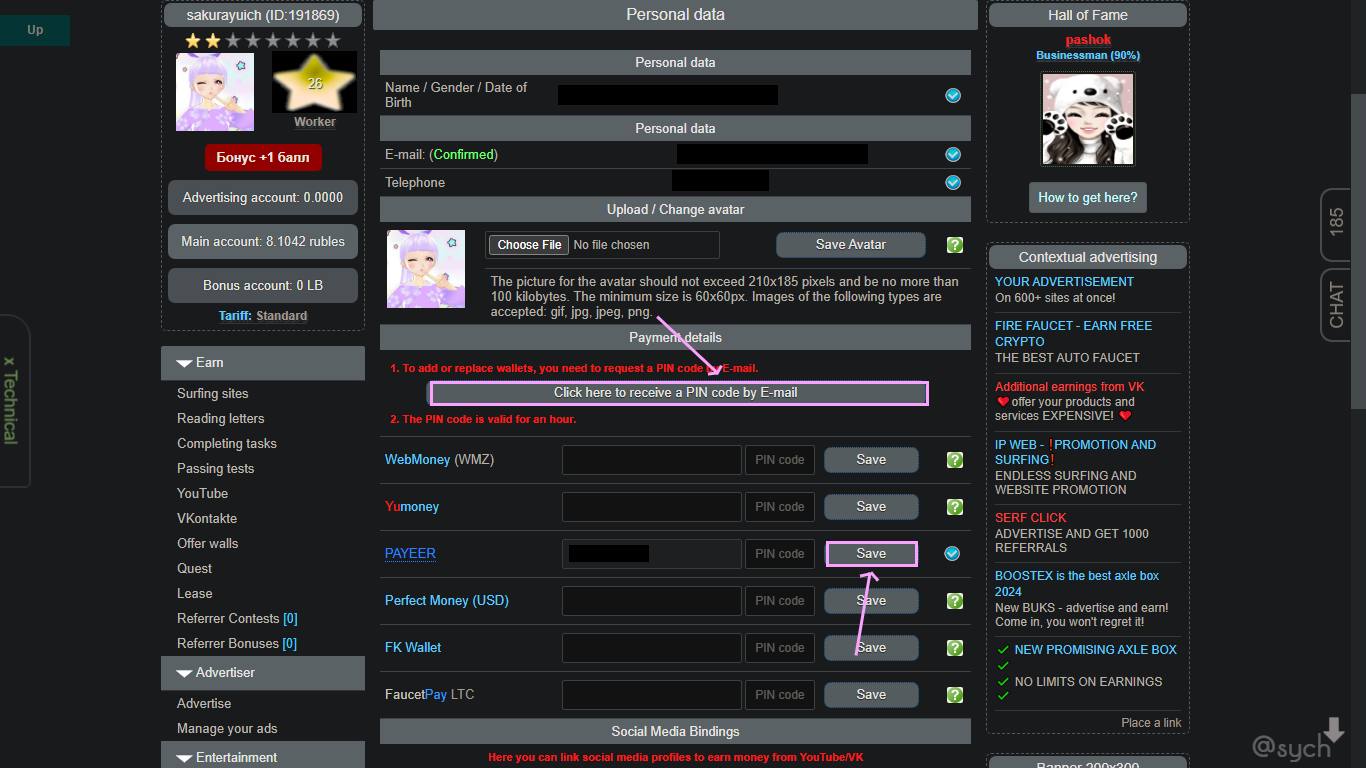 Up
sakurayuich (ID:191869)
26
Worker
Бонус +1 балл
Advertising account: 0.0000
Main account: 8.1042 rubles
Bonus account: 0 LB
Tariff: Standard
x Technical
Earn
Surfing sites
Reading letters
Completing tasks
Passing tests
YouTube
VKontakte
Offer walls
Quest
Lease
Referrer Contests [0]
Referrer Bonuses [0]
Advertiser
Advertise
Manage your ads
Entertainment
Personal data
Personal data
Name / Gender / Date of
Birth
Personal data
E-mail: (Confirmed)
Telephone
Upload / Change avatar
Choose File No file chosen
Save Avatar
The picture for the avatar should not exceed 210x185 pixels and be no more than
100 kilobytes. The minimum size is 60x60px. Images of the following types are
accepted: gif, jpg, jpeg, png.
Payment details
1. To add or replace wallets, you need to request a PIN code by E-mail.
Click here to receive a PIN code by E-mail
2. The PIN code is valid for an hour.
WebMoney (WMZ) PIN code Save
Yumoney PIN code Save
PAYEER PIN code Save
Perfect Money (USD) PIN code Save
FK Wallet PIN code Save
FaucetPay LTC PIN code Save
Social Media Bindings
Here you can link social media profiles to earn money from YouTube/VK
Hall of Fame
pashok
Businessman (90%)
How to get here?
Contextual advertising
YOUR ADVERTISEMENT
On 600+ sites at once!
FIRE FAUCET - EARN FREE
CRYPTO
THE BEST AUTO FAUCET
Additional earnings from VK
❤️offer your products and
services EXPENSIVE! ❤️
IP WEB -❗PROMOTION AND
SURFING❗
ENDLESS SURFING AND
WEBSITE PROMOTION
SERF CLICK
ADVERTISE AND GET 1000
REFERRALS
BOOSTEX is the best axle box
2024
New BUKS - advertise and earn!
Come in, you won't regret it!
NEW PROMISING AXLE BOX
NO LIMITS ON EARNINGS
Place a link
Banner 200x300
185
CHAT
@sych